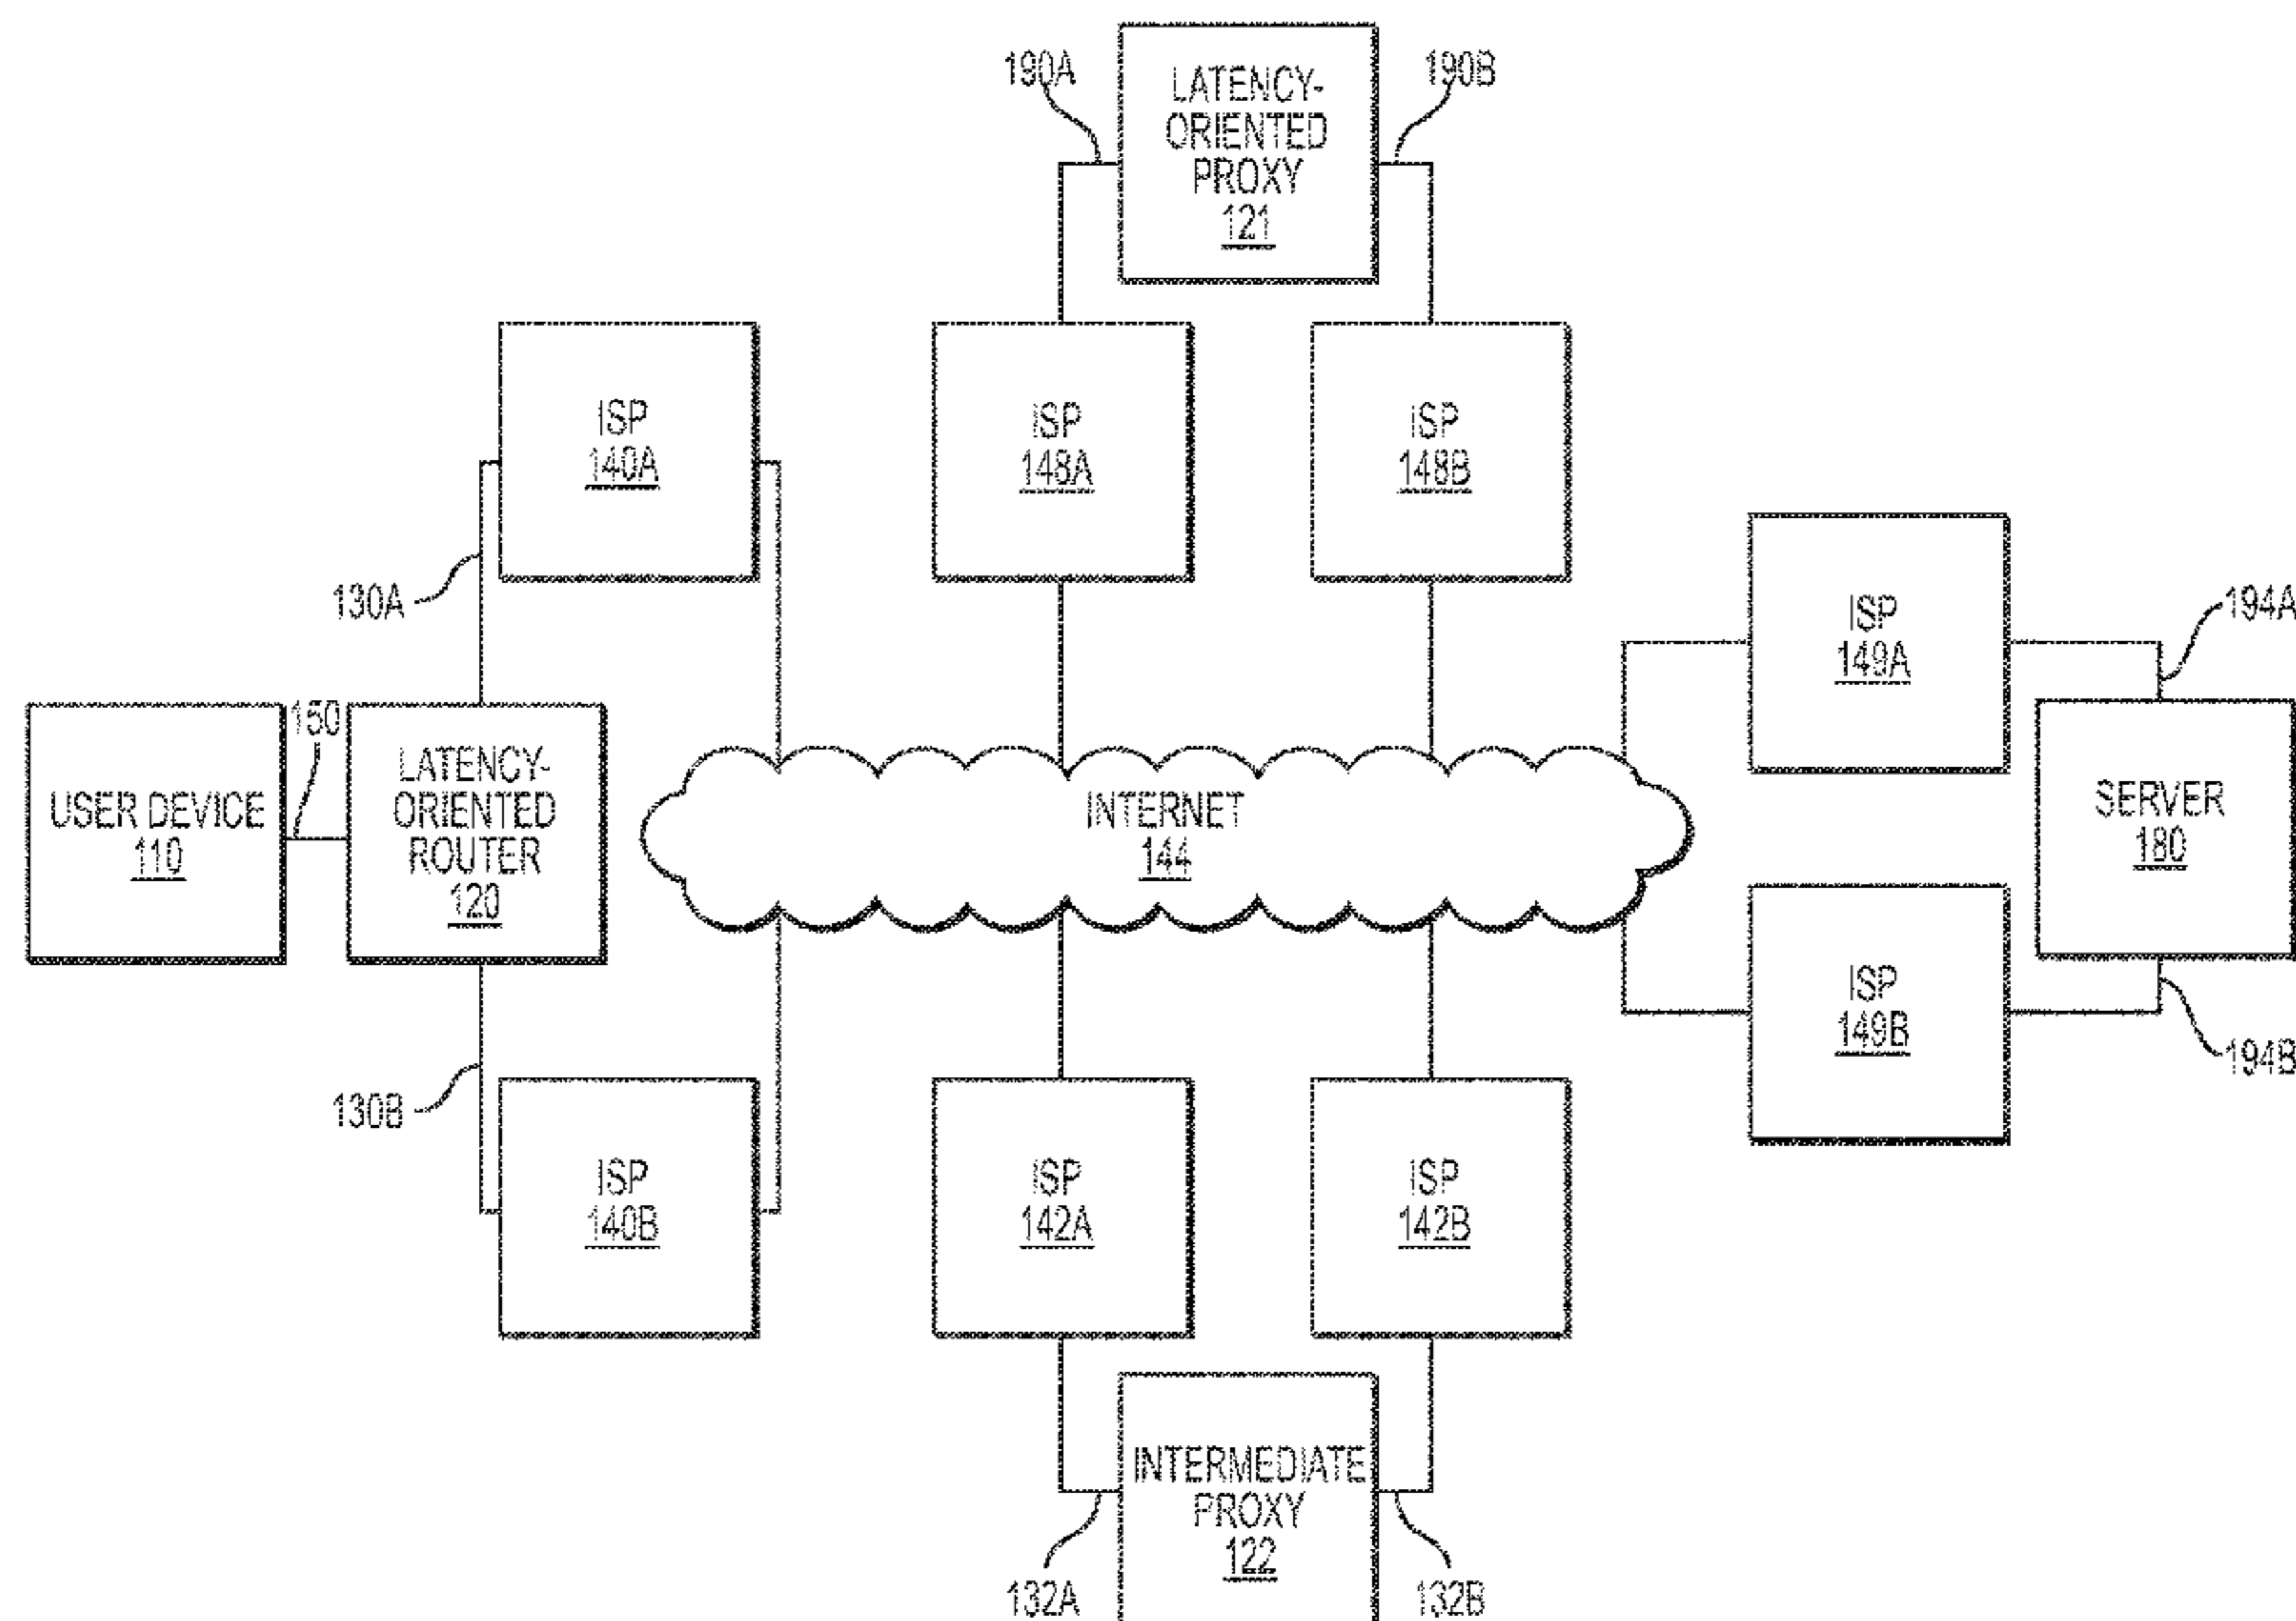 190A
LATENCY-
ORIENTED
PROXY
121
190B
ISP
140A
ISP
148A
ISP
148B
130A
ISP
149A
194A
USER DEVICE
110
150
LATENCY-
ORIENTED
ROUTER
120
INTERNET
144
SERVER
180
130B
ISP
149B
194B
ISP
140B
ISP
142A
ISP
142B
INTERMEDIATE
PROXY
122
132A
132B